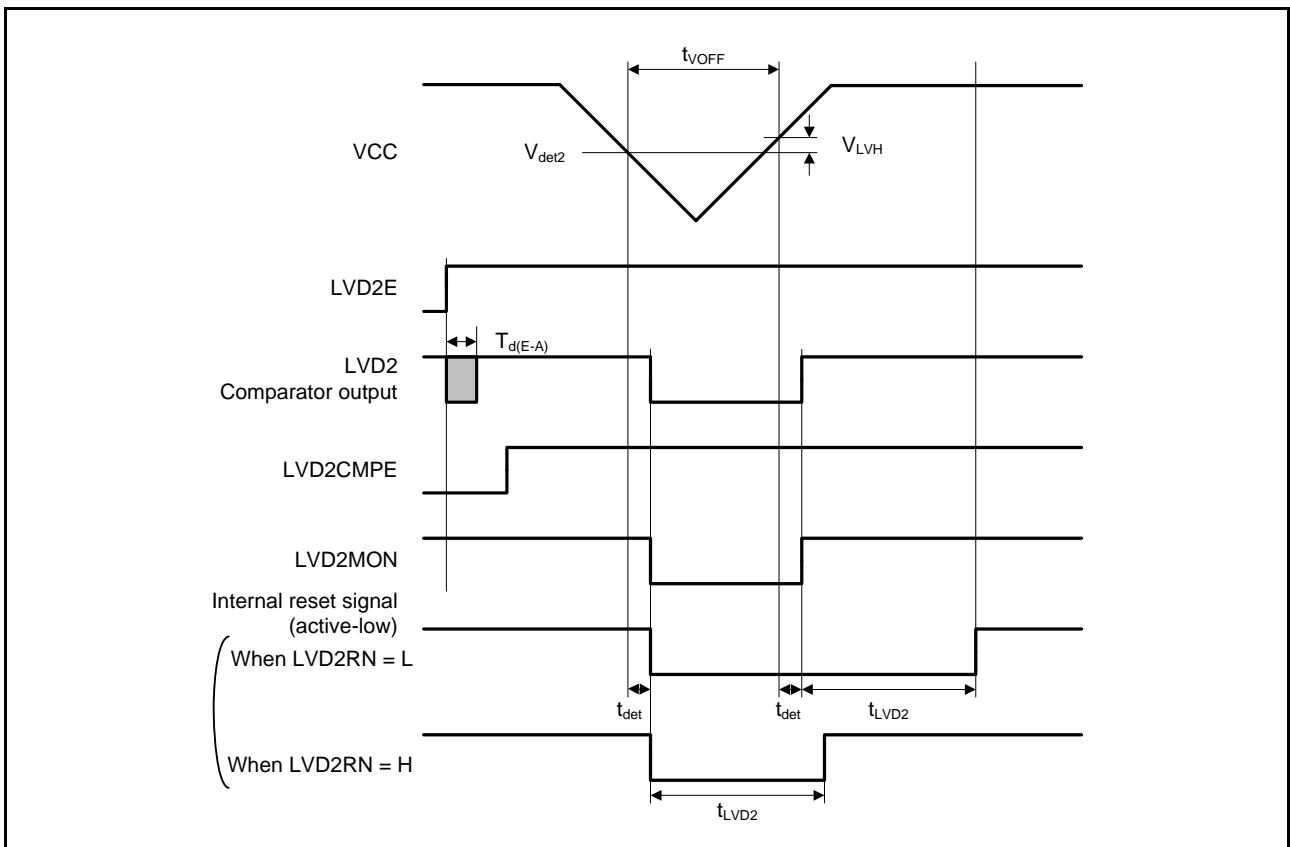 tVOFF
VCC
Vdet2
VLVH
LVD2E
Td(E-A)
LVD2
Comparator output
LVD2CMPE
LVD2MON
Internal reset signal
(active-low)
When LVD2RN = L
tdet
tdet
tLVD2
When LVD2RN = H
tLVD2